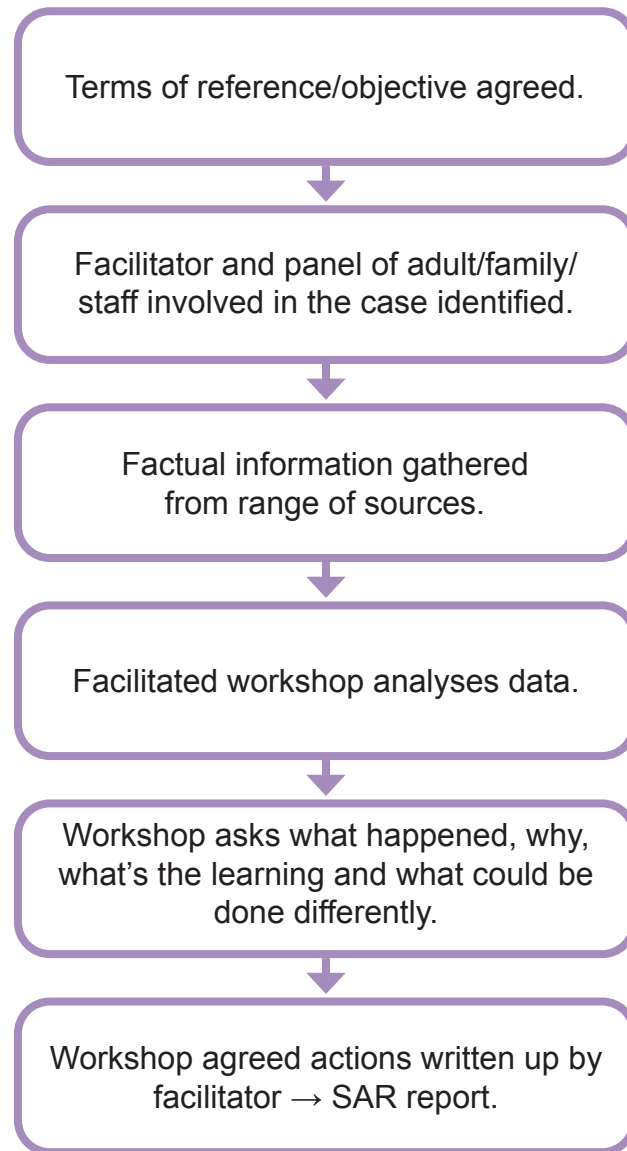 Terms of reference/objective agreed.
Facilitator and panel of adult/family/
staff involved in the case identified.
Factual information gathered
from range of sources.
Facilitated workshop analyses data.
Workshop asks what happened, why,
what’s the learning and what could be
done differently.
Workshop agreed actions written up by
facilitator → SAR report.